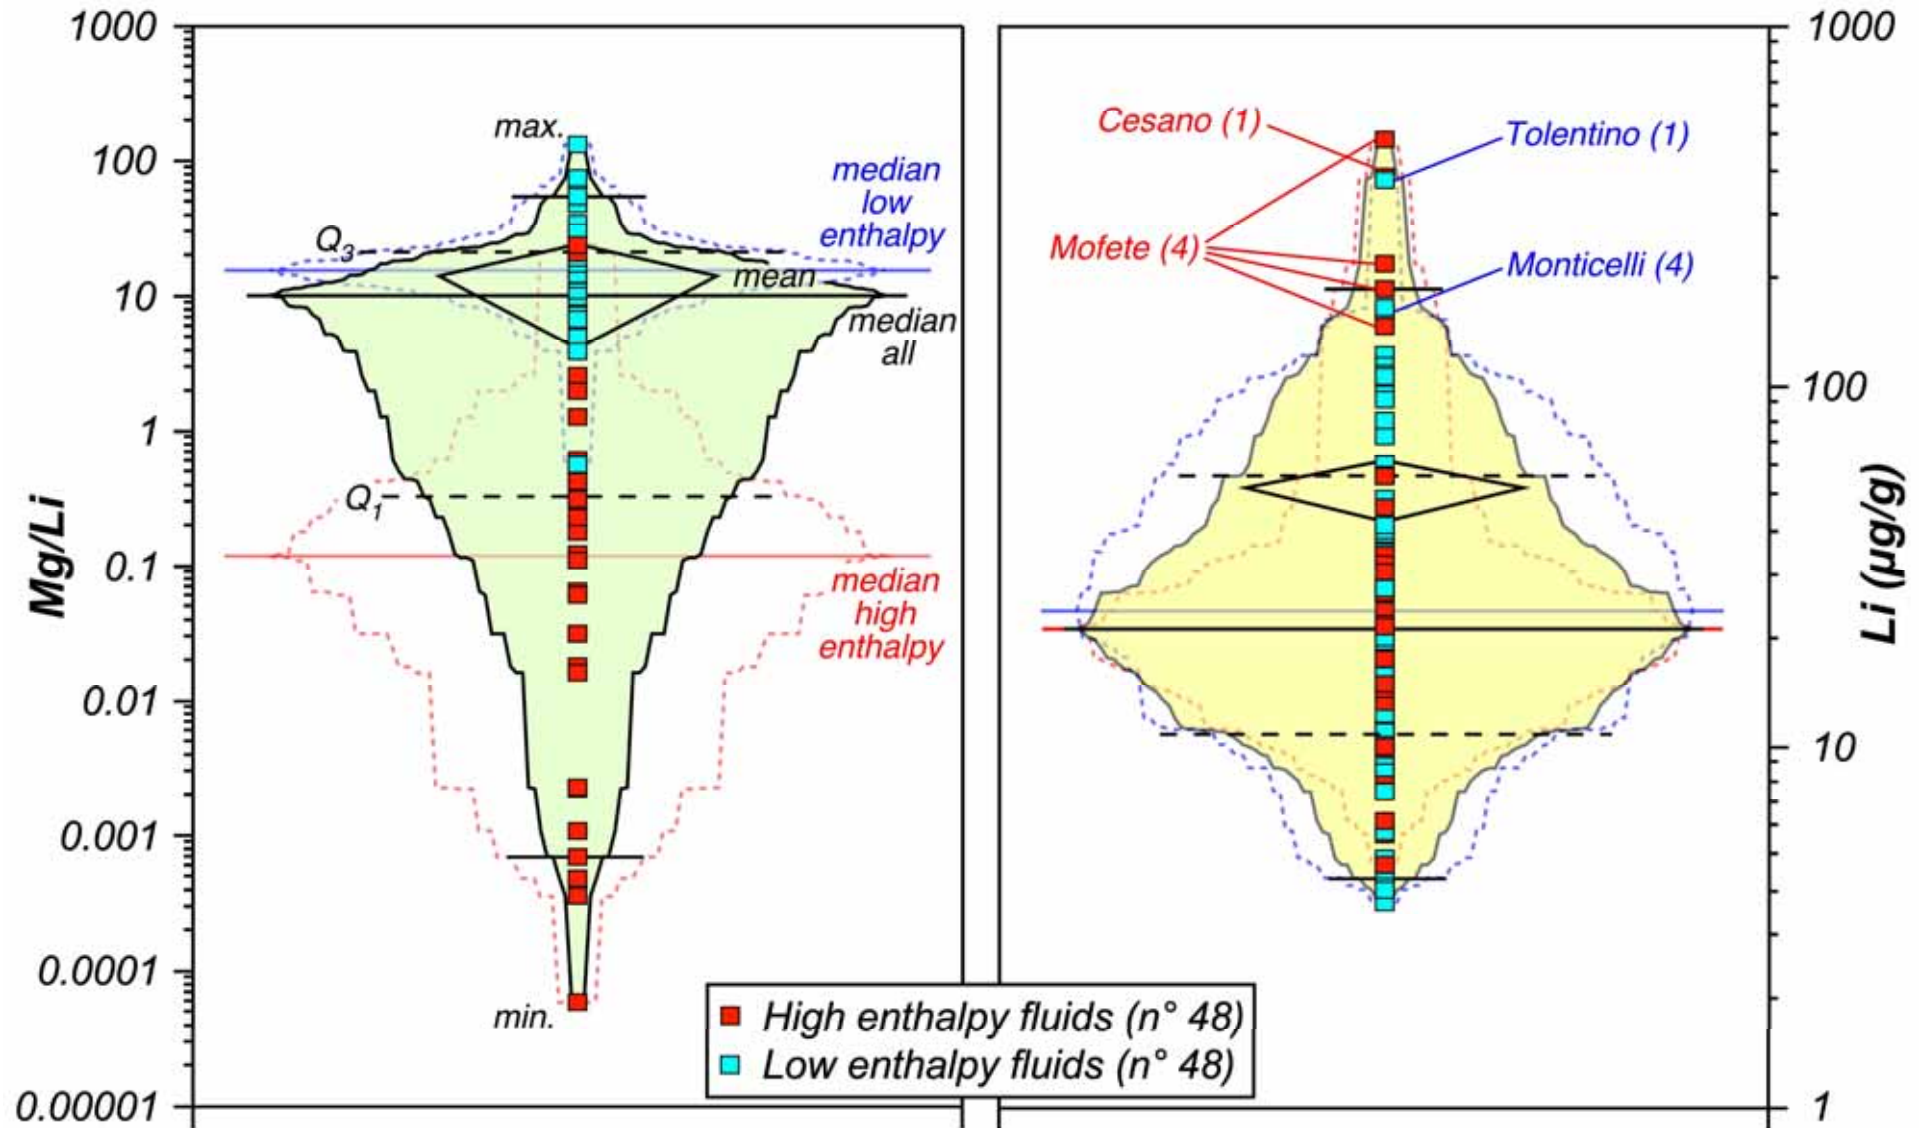 1000
100
10
1
0.1
0.01
0.001
0.0001
0.00001
Mg/Li
max.
Q3
median
low
enthalpy
mean
median
all
Q1
median
high
enthalpy
min.
Cesano (1)
Tolentino (1)
Mofete (4)
Monticelli (4)
1000
100
10
1
Li (µg/g)
High enthalpy fluids (n° 48)
Low enthalpy fluids (n° 48)